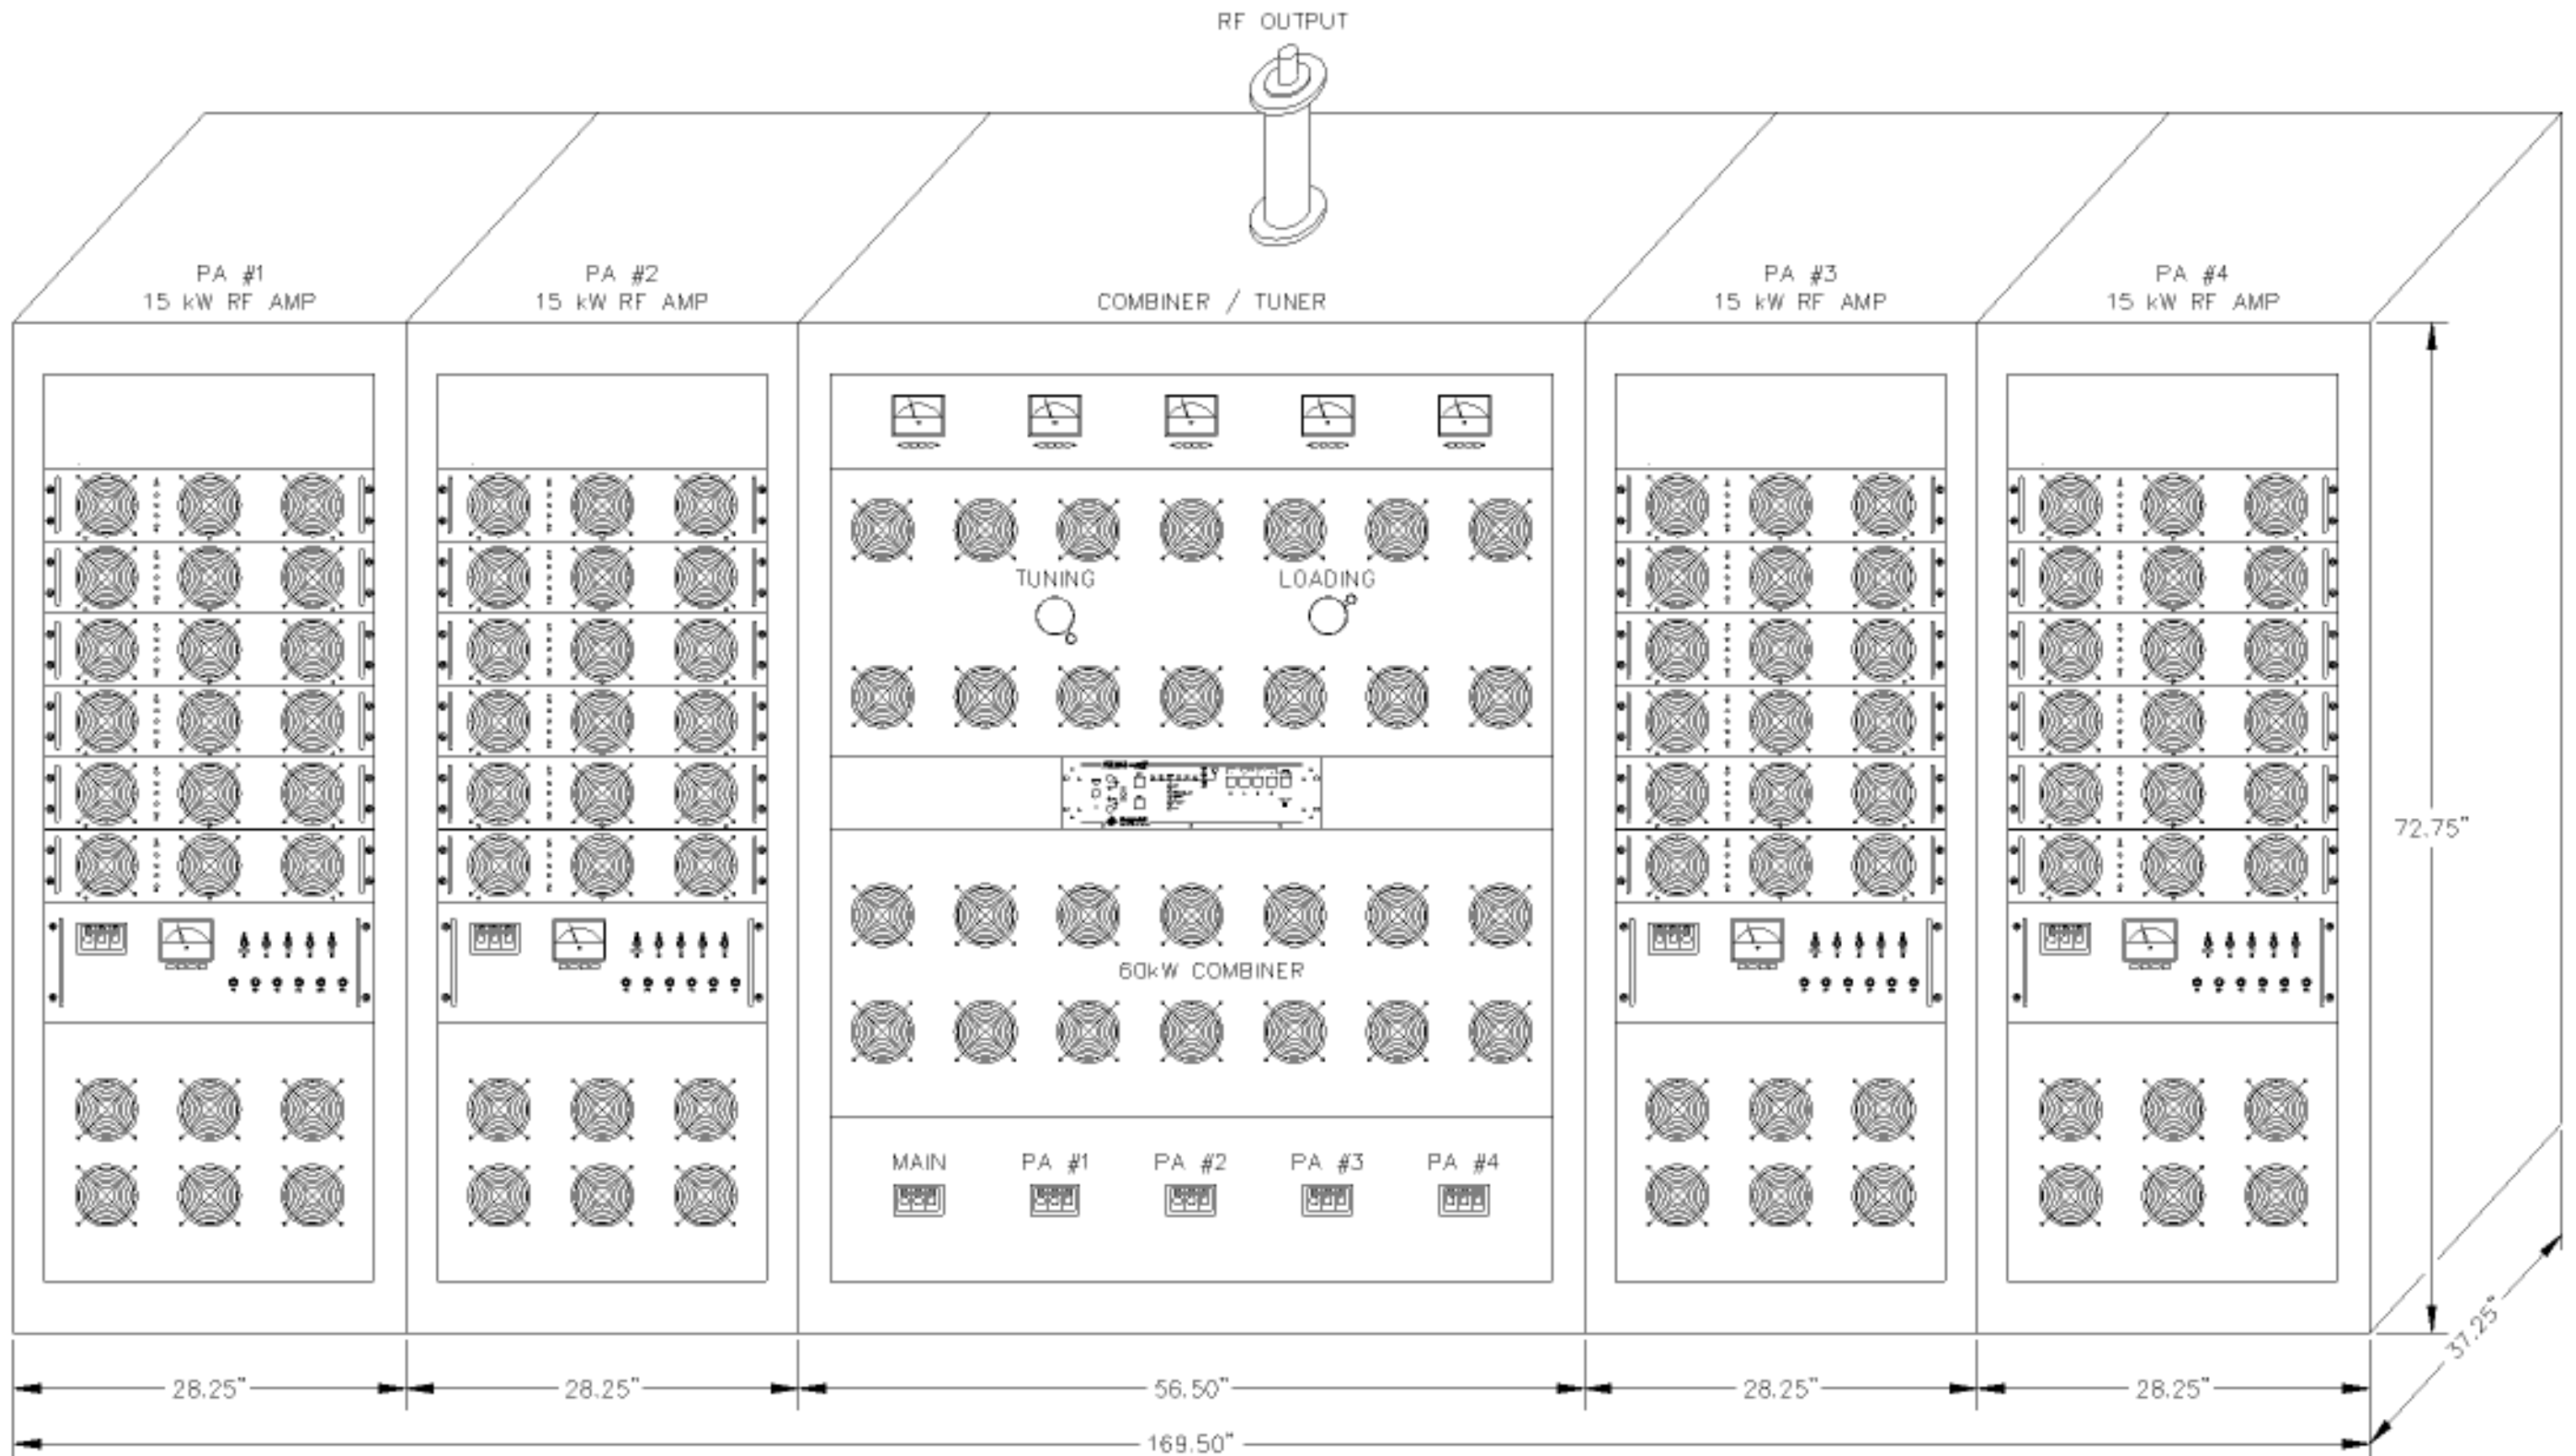 RF OUTPUT
PA #1
15 kW RF AMP
PA #2
15 kW RF AMP
COMBINER / TUNER
PA #3
15 kW RF AMP
PA #4
15 kW RF AMP
TUNING
LOADING
72.75"
60kW COMBINER
MAIN
PA #1
PA #2
PA #3
PA #4
37.25"
28.25"
28.25"
56.50"
28.25"
28.25"
169.50"